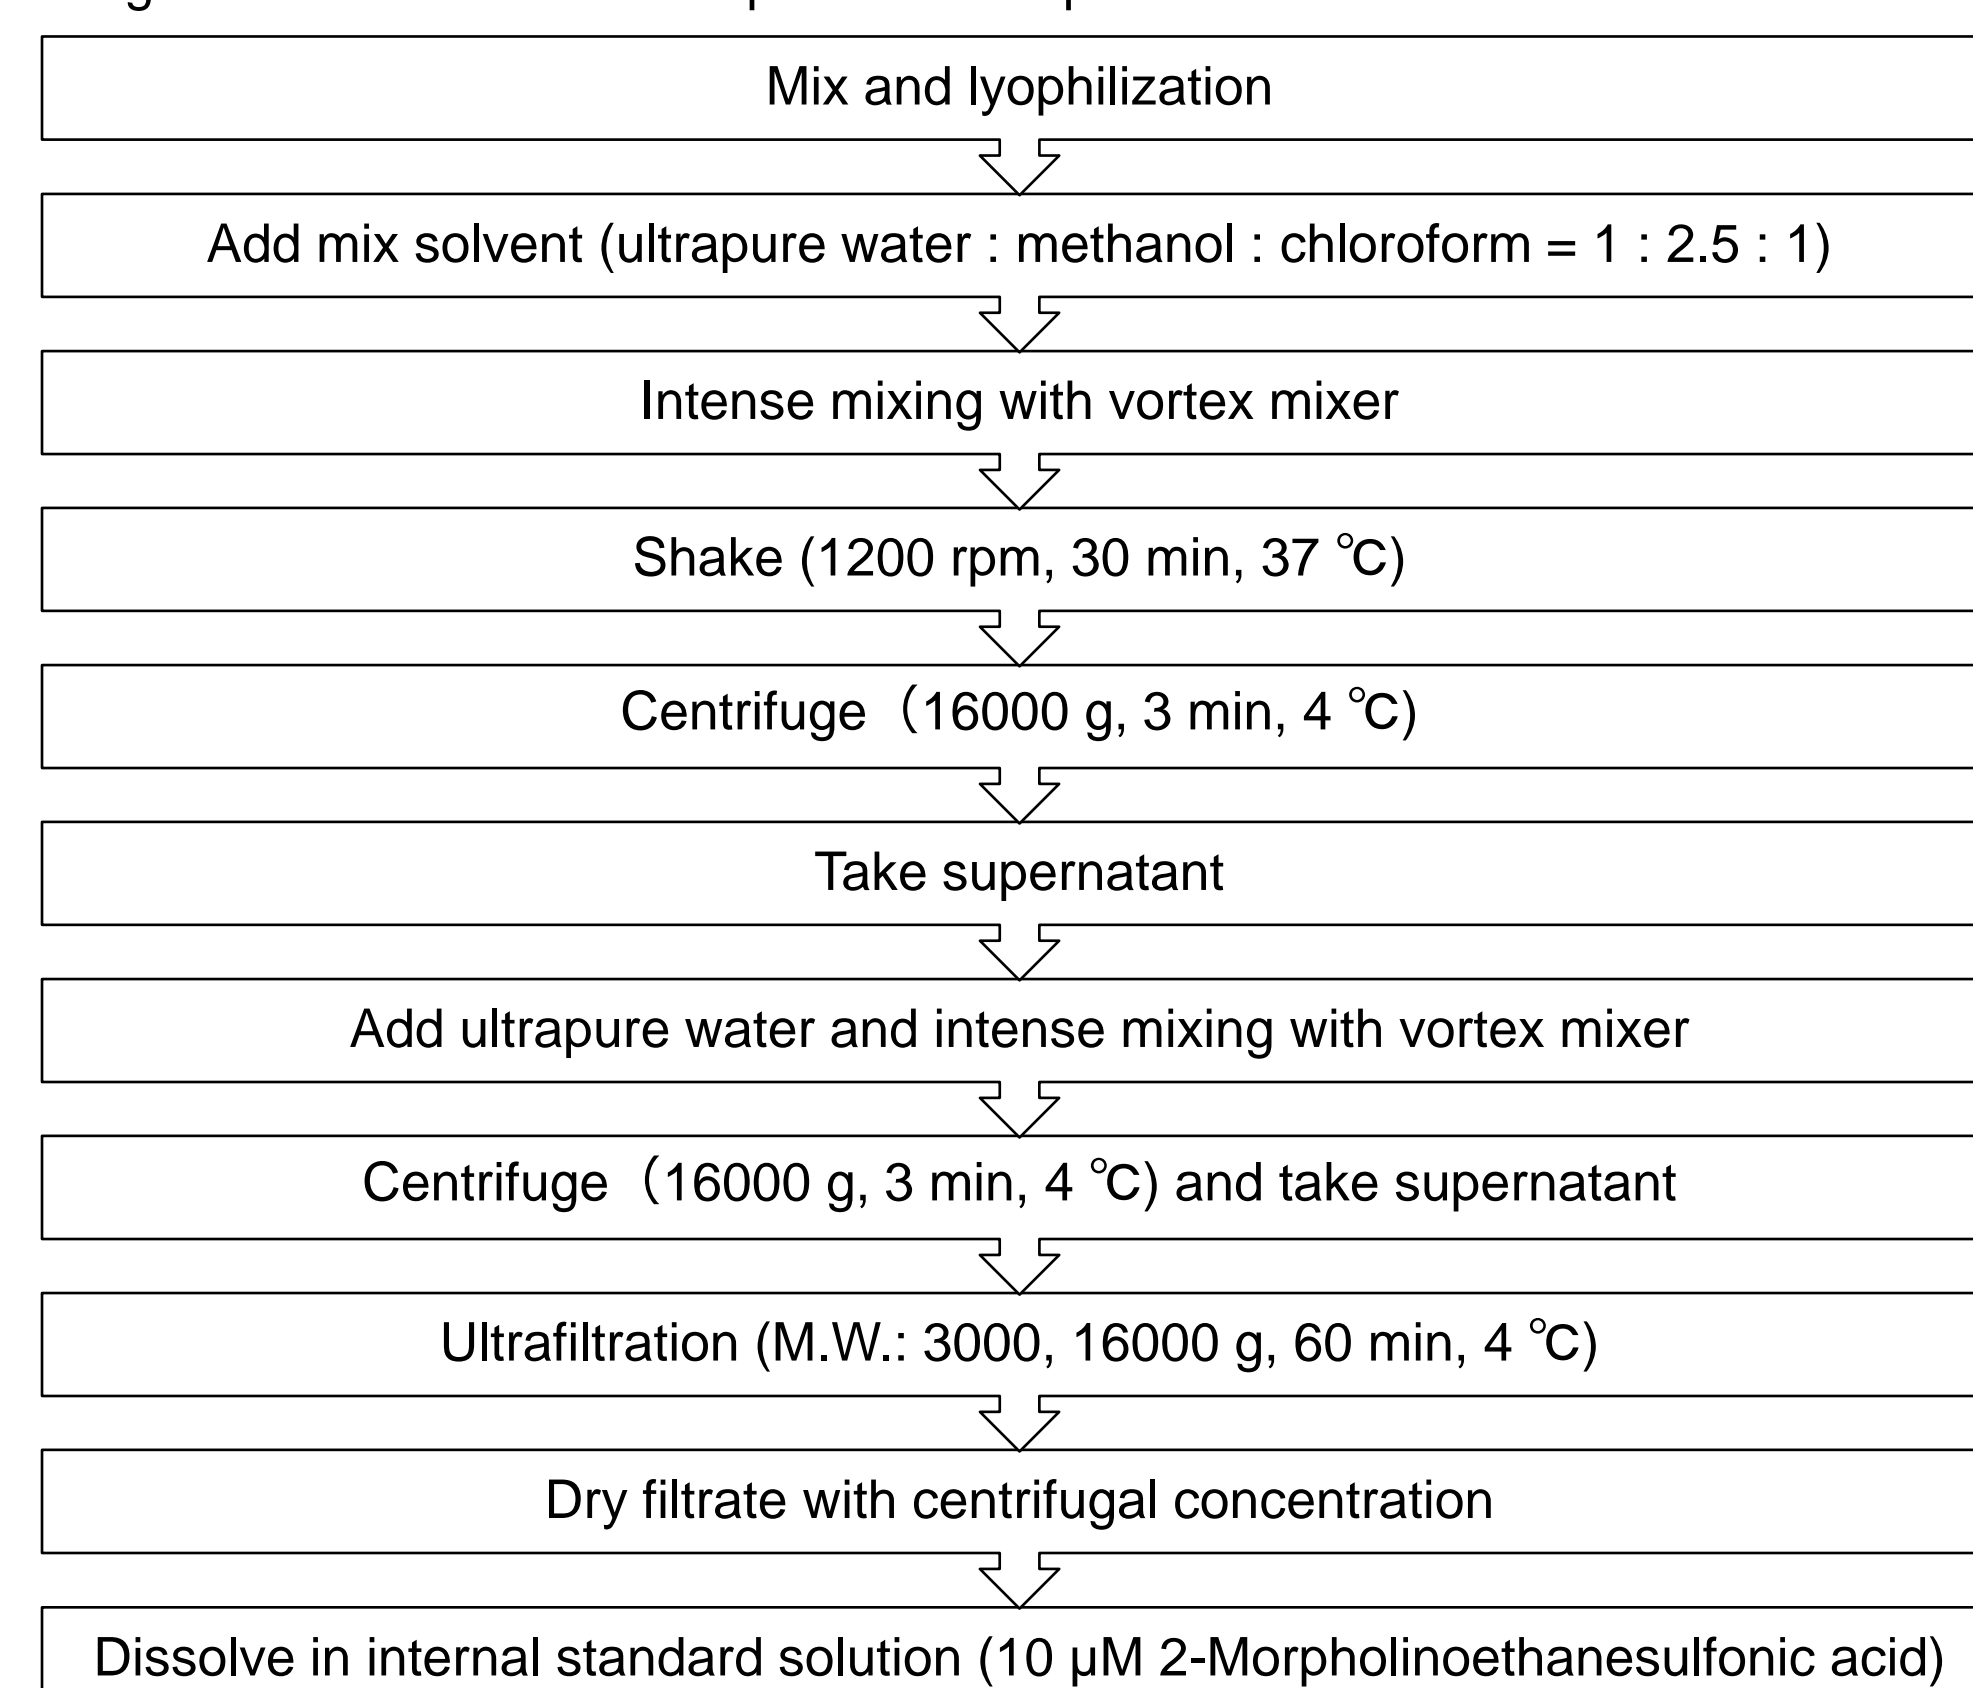 Mix and lyophilization
Add mix solvent (ultrapure water : methanol : chloroform = 1 : 2.5 : 1)
Intense mixing with vortex mixer
Shake (1200 rpm, 30 min, 37 ℃)
Centrifuge（16000 g, 3 min, 4 ℃)
Take supernatant
Add ultrapure water and intense mixing with vortex mixer
Centrifuge（16000 g, 3 min, 4 ℃) and take supernatant
Ultrafiltration (M.W.: 3000, 16000 g, 60 min, 4 ℃)
Dry filtrate with centrifugal concentration
Dissolve in internal standard solution (10 μM 2-Morpholinoethanesulfonic acid)